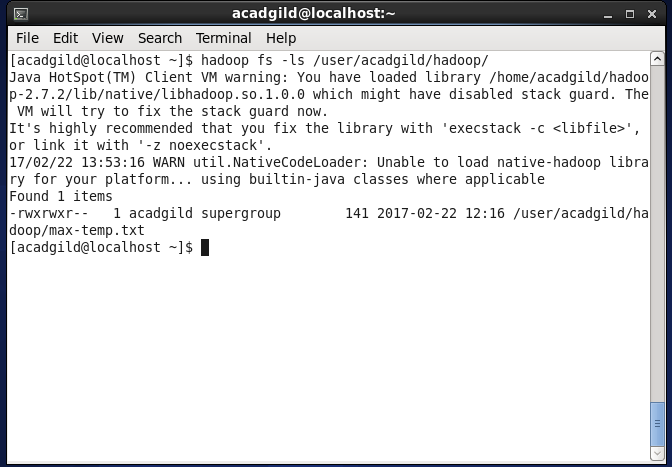 acadgild@localhost:~
File Edit View Search Terminal Help
[acadgild@localhost ~]$ hadoop fs -ls /user/acadgild/hadoop/
Java HotSpot(TM) Client VM warning: You have loaded library /home/acadgild/hadoo
p-2.7.2/lib/native/libhadoop.so.1.0.0 which might have disabled stack guard. The
 VM will try to fix the stack guard now.
It's highly recommended that you fix the library with 'execstack -c <libfile>',
or link it with '-z noexecstack'.
17/02/22 13:53:16 WARN util.NativeCodeLoader: Unable to load native-hadoop libra
ry for your platform... using builtin-java classes where applicable
Found 1 items
-rwxrwxr--   1 acadgild supergroup        141 2017-02-22 12:16 /user/acadgild/ha
doop/max-temp.txt
[acadgild@localhost ~]$